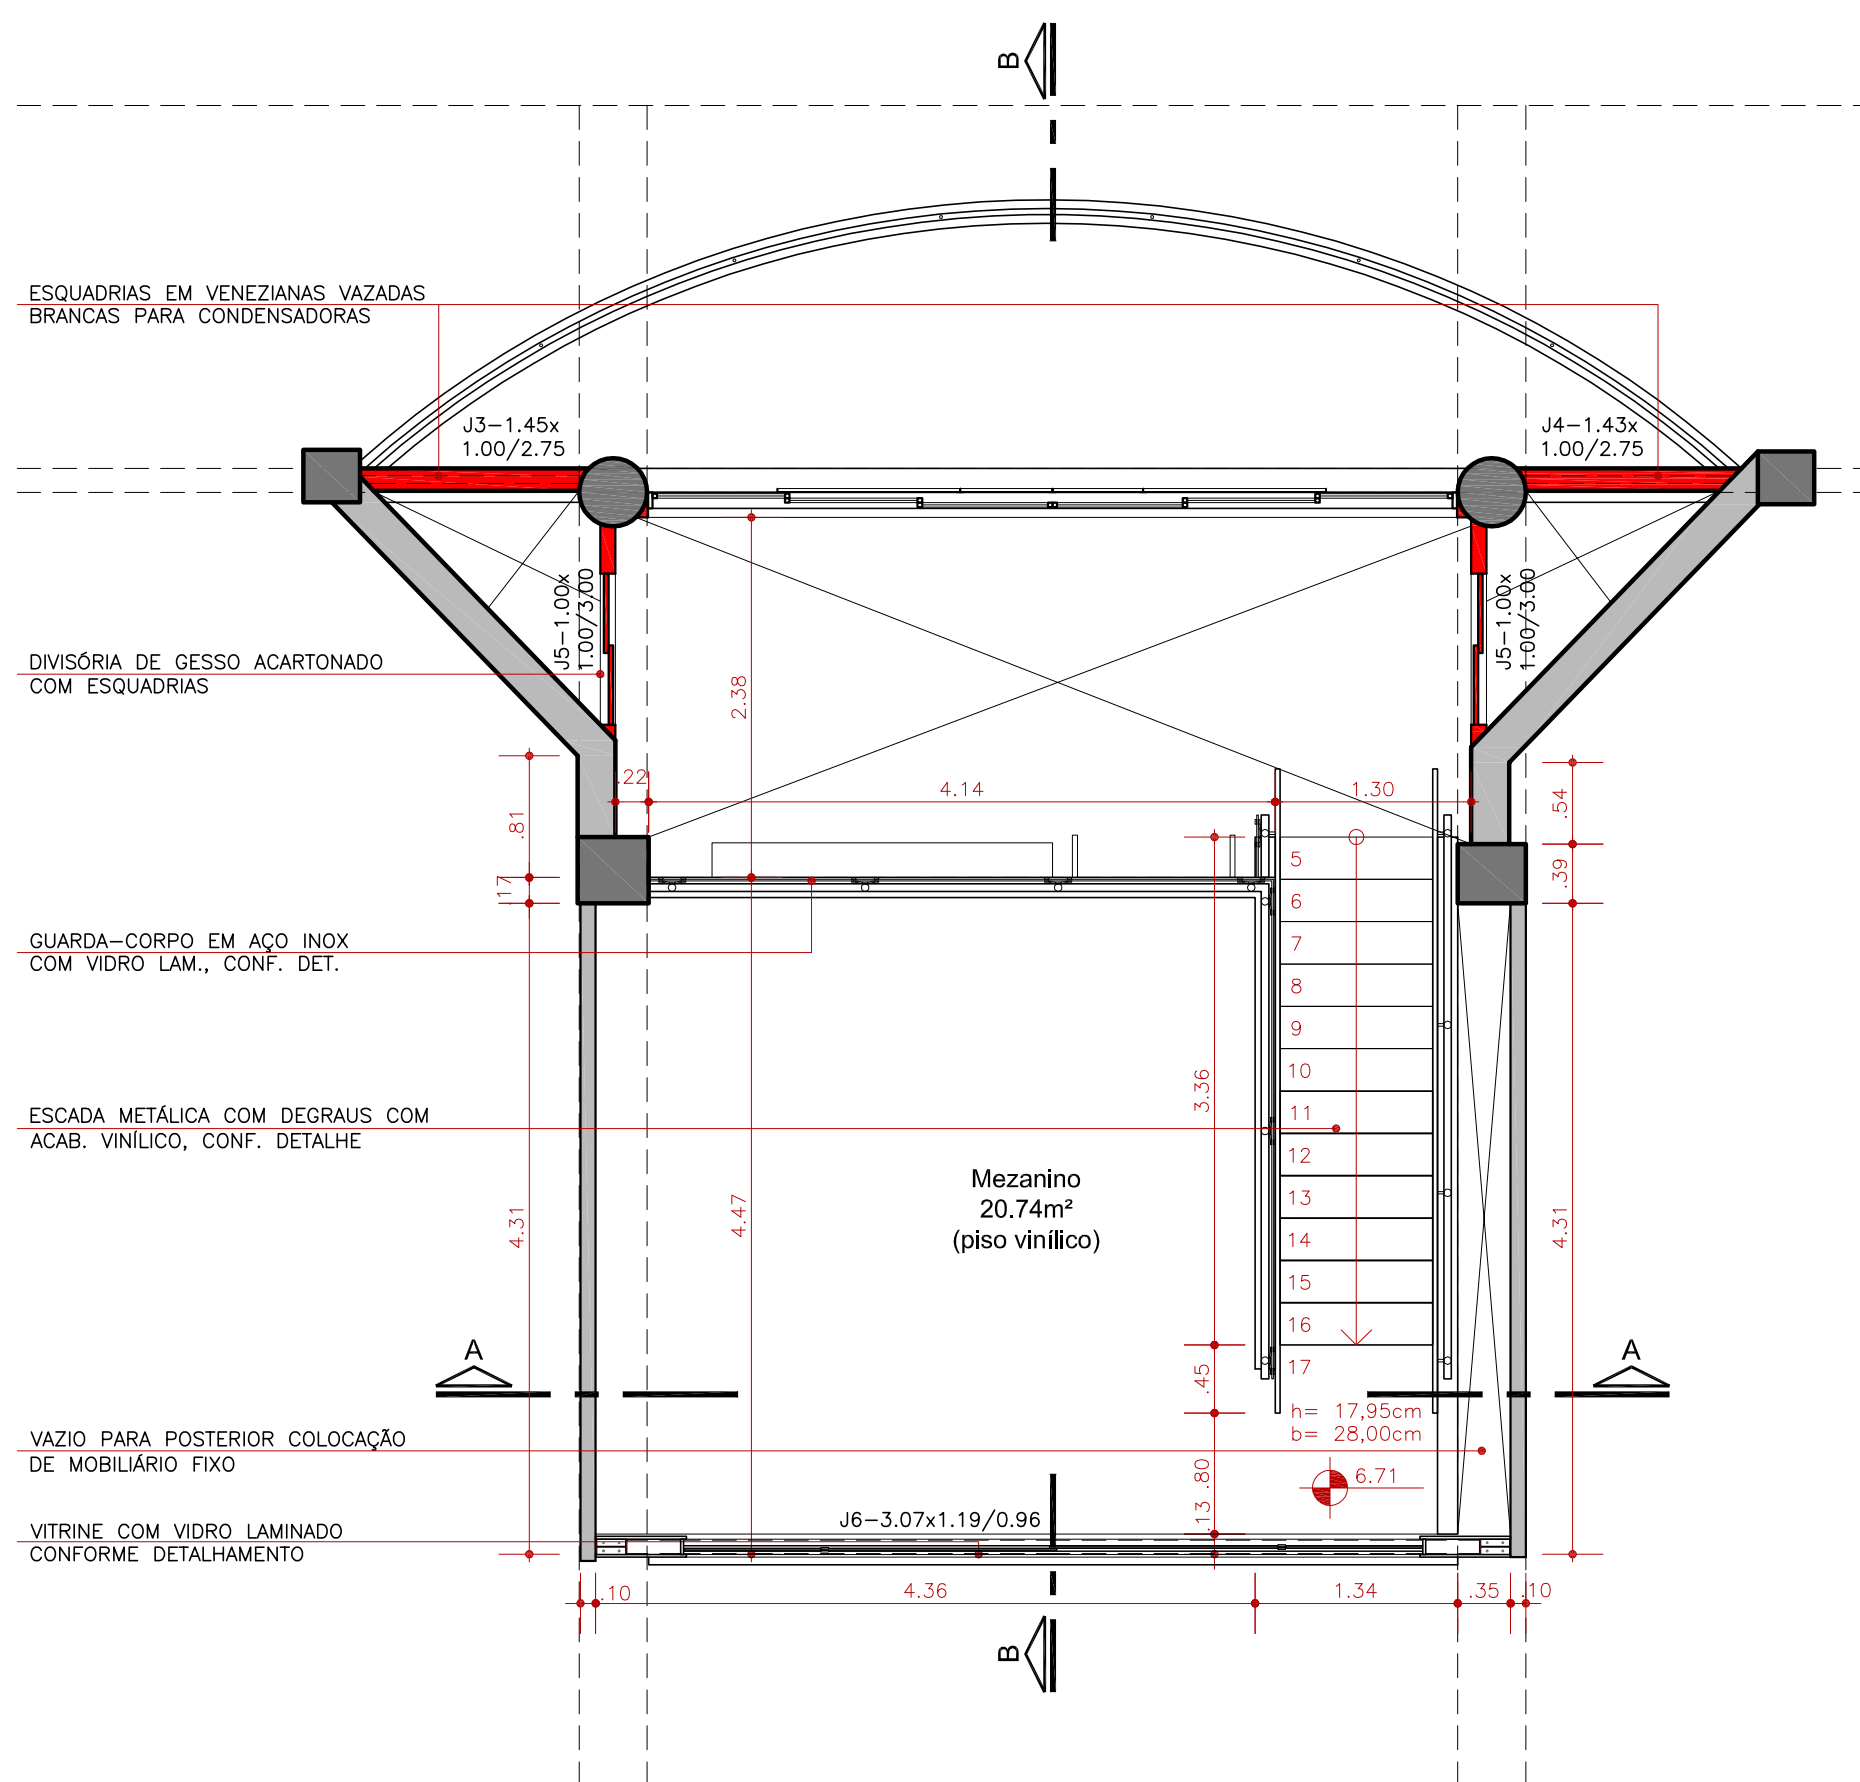 B
ESQUADRIAS EM VENEZIANAS VAZADAS
BRANCAS PARA CONDENSADORAS
J3-1.45x
1.00/2.75
J4-1.43x
1.00/2.75
J5-1.00x
1.00/3.00
J5-1.00x
1.00/3.00
DIVISÓRIA DE GESSO ACARTONADO
COM ESQUADRIAS
2.38
.22
4.14
1.30
.81
.54
.17
.39
5
6
7
8
9
10
11
12
13
14
15
16
17
GUARDA-CORPO EM AÇO INOX
COM VIDRO LAM., CONF. DET.
3.36
ESCADA METÁLICA COM DEGRAUS COM
ACAB. VINÍLICO, CONF. DETALHE
Mezanino
20.74m²
(piso vinílico)
4.31
4.47
4.31
A
A
.45
h= 17,95cm
b= 28,00cm
VAZIO PARA POSTERIOR COLOCAÇÃO
DE MOBILIÁRIO FIXO
.80
6.71
.13
J6-3.07x1.19/0.96
VITRINE COM VIDRO LAMINADO
CONFORME DETALHAMENTO
.10
4.36
1.34
.35
.10
B